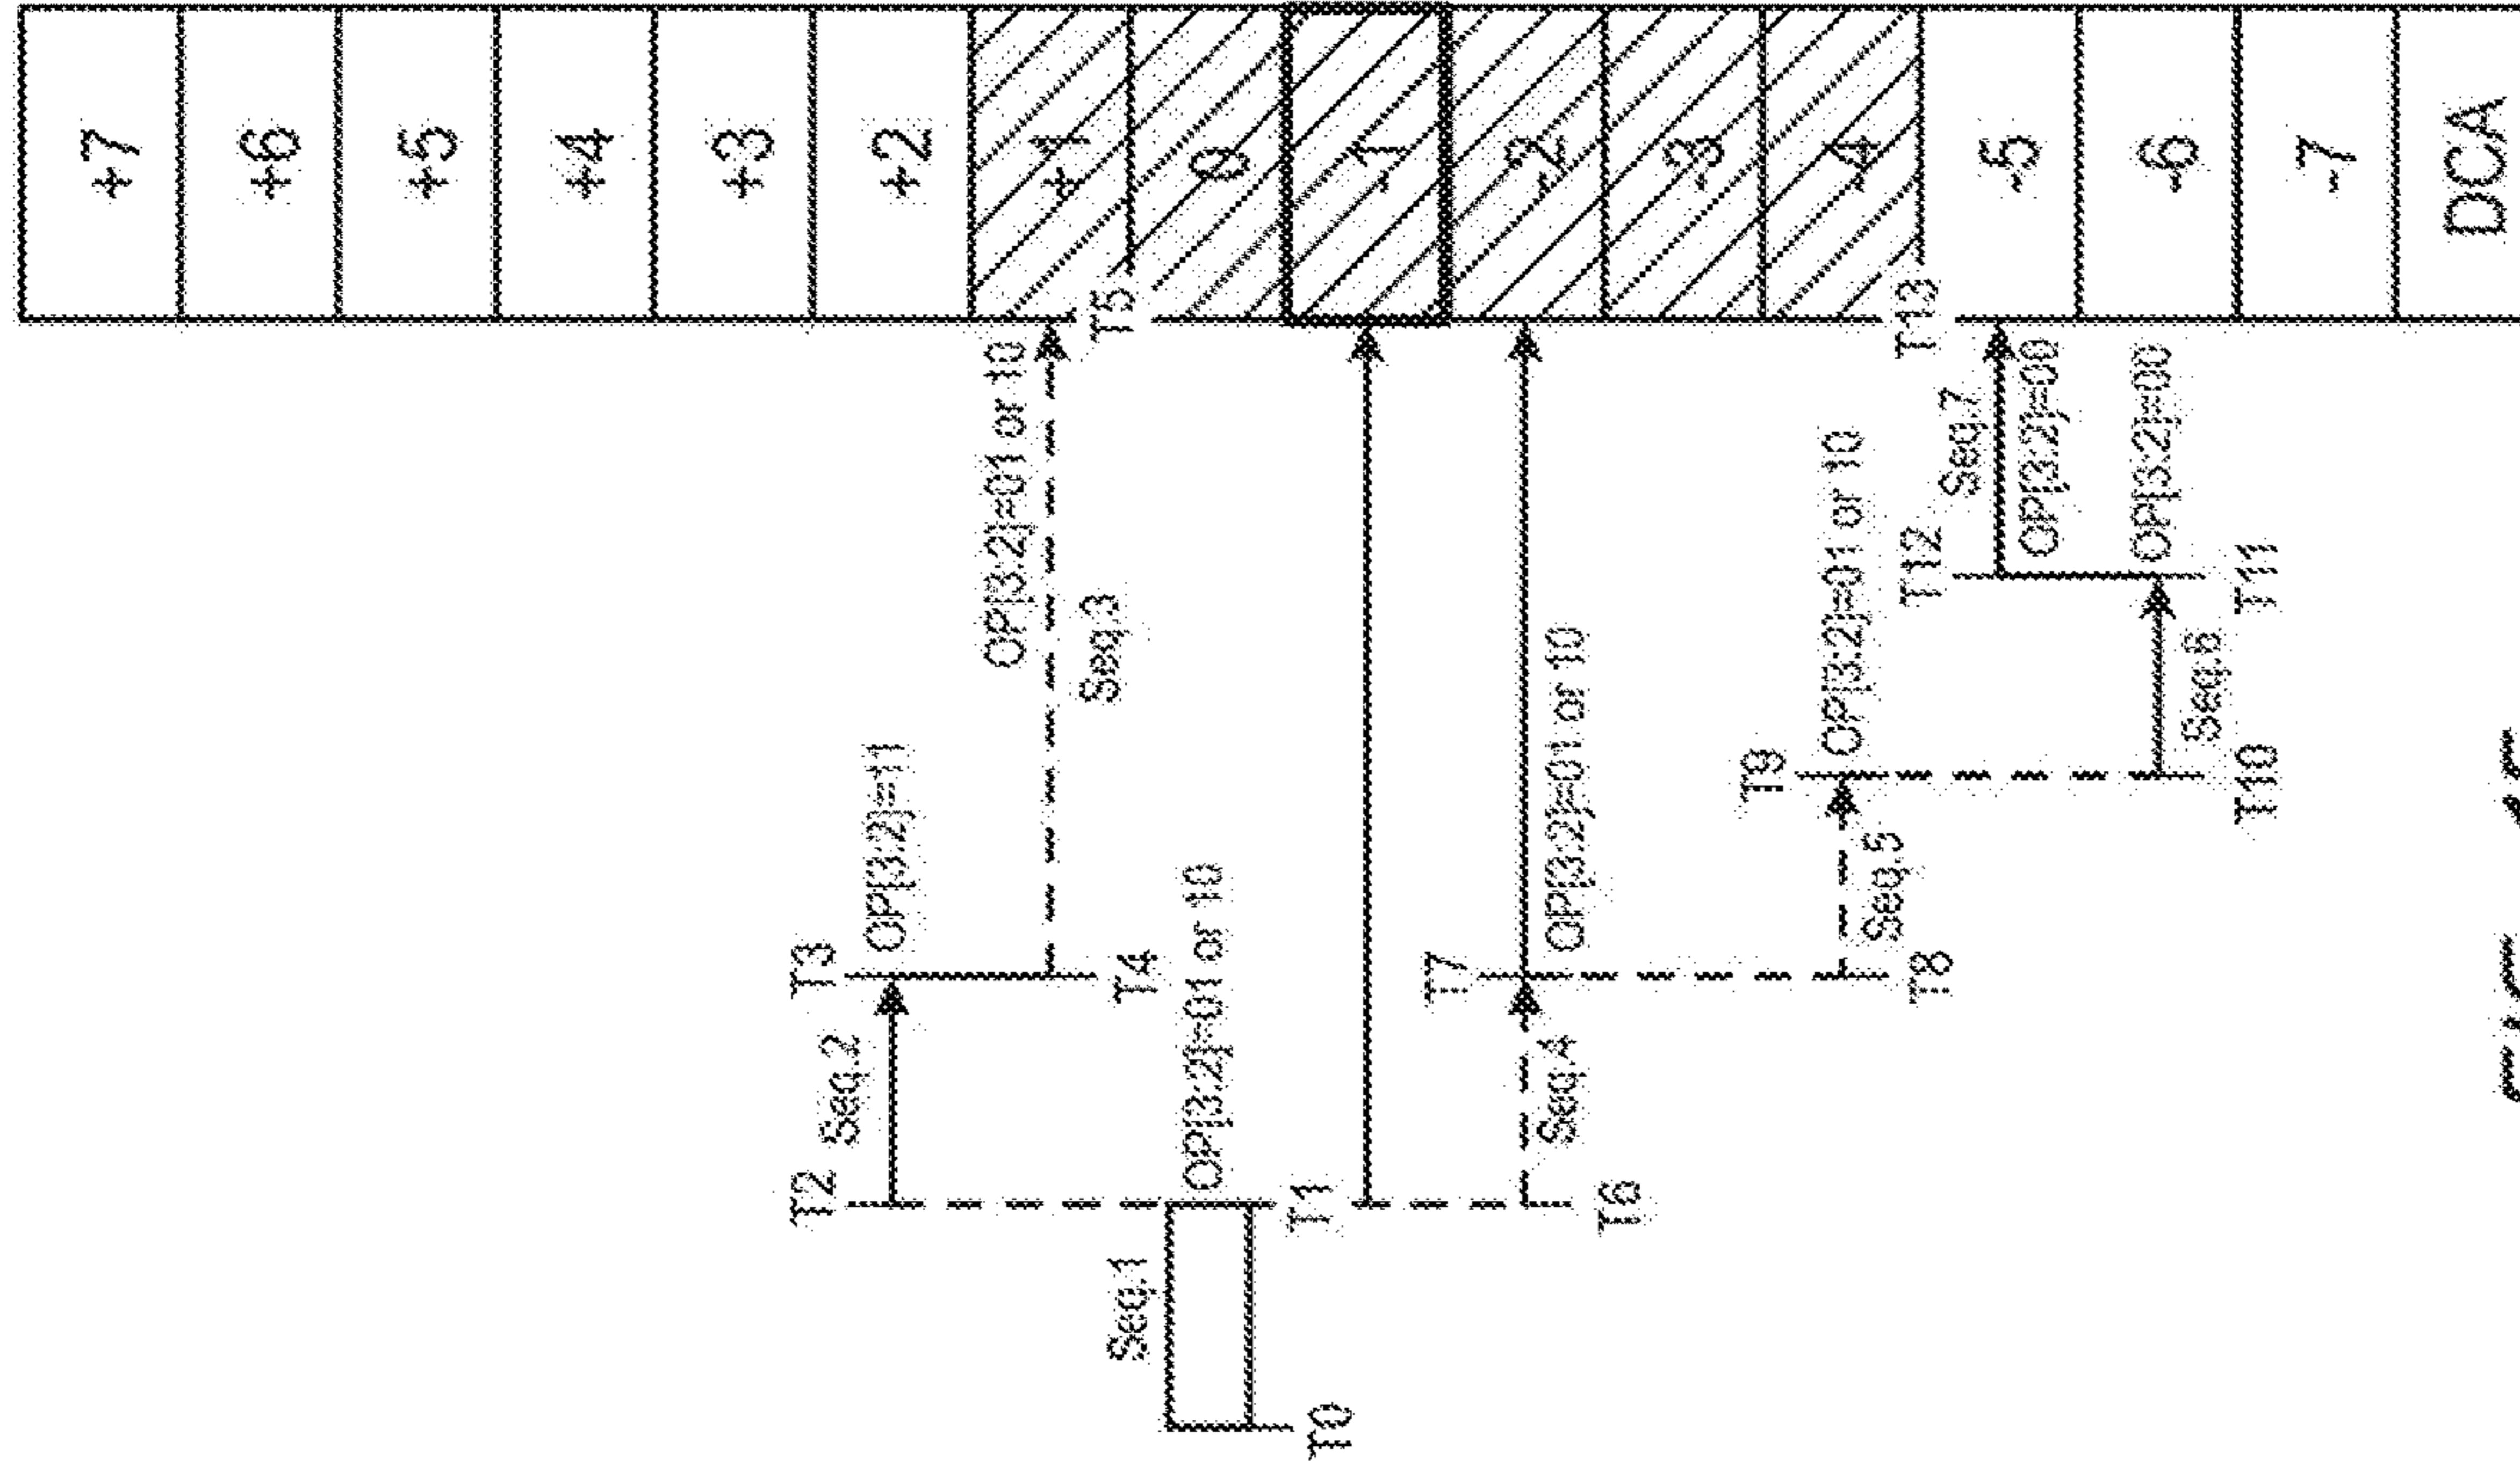 +7
+6
+5
+4
+3
+2
+1
0
-1
-2
-3
-4
-5
-6
-7
DCA
T2
Seq.2
T3
OP[3:2]=11
OP[3:2]=01 or 10
T5
T4
Seq.3
T0
Seq.1
T1
OP[3:2]=01 or 10
T6
Seq.4
T7
OP[3:2]=01 or 10
T8
Seq.5
T9
OP[3:2]=01 or 10
T10
Seq.6
T11
OP[3:2]=00
T12
Seq.7
T13
OP[3:2]=00